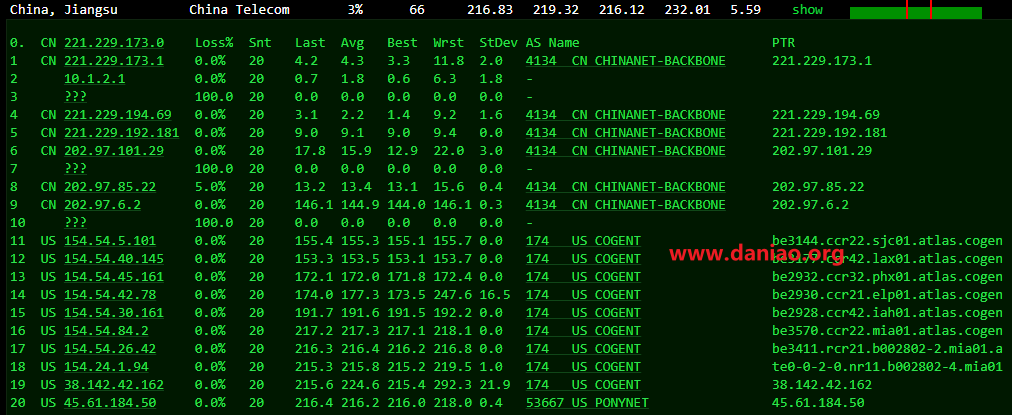 China, Jiangsu China Telecom 3% 66 216.83 219.32 216.12 232.01 5.59 show
0. CN 221.229.173.0 Loss% Snt Last Avg Best Wrst StDev AS Name PTR
1 CN 221.229.173.1 0.0% 20 4.2 4.3 3.3 11.8 2.0 4134 CN CHINANET-BACKBONE 221.229.173.1
2 10.1.2.1 0.0% 20 0.7 1.8 0.6 6.3 1.8 -
3 ??? 100.0 20 0.0 0.0 0.0 0.0 0.0 -
4 CN 221.229.194.69 0.0% 20 3.1 2.2 1.4 9.2 1.6 4134 CN CHINANET-BACKBONE 221.229.194.69
5 CN 221.229.192.181 0.0% 20 9.0 9.1 9.0 9.4 0.0 4134 CN CHINANET-BACKBONE 221.229.192.181
6 CN 202.97.101.29 0.0% 20 17.8 15.9 12.9 22.0 3.0 4134 CN CHINANET-BACKBONE 202.97.101.29
7 ??? 100.0 20 0.0 0.0 0.0 0.0 0.0 -
8 CN 202.97.85.22 5.0% 20 13.2 13.4 13.1 15.6 0.4 4134 CN CHINANET-BACKBONE 202.97.85.22
9 CN 202.97.6.2 0.0% 20 146.1 144.9 144.0 146.1 0.3 4134 CN CHINANET-BACKBONE 202.97.6.2
10 ??? 100.0 20 0.0 0.0 0.0 0.0 0.0 -
11 US 154.54.5.101 0.0% 20 155.4 155.3 155.1 155.7 0.0 174 US COGENT be3144.ccr22.sjc01.atlas.cogen
www.daniao.org
12 US 154.54.40.145 0.0% 20 153.3 153.5 153.1 153.7 0.0 174 US COGENT be3177.ccr42.lax01.atlas.cogen
13 US 154.54.45.161 0.0% 20 172.1 172.0 171.8 172.4 0.0 174 US COGENT be2932.ccr32.phx01.atlas.cogen
14 US 154.54.42.78 0.0% 20 174.0 177.3 173.5 247.6 16.5 174 US COGENT be2930.ccr21.elp01.atlas.cogen
15 US 154.54.30.161 0.0% 20 191.7 191.6 191.5 192.2 0.0 174 US COGENT be2928.ccr42.iah01.atlas.cogen
16 US 154.54.84.2 0.0% 20 217.2 217.3 217.1 218.1 0.0 174 US COGENT be3570.ccr22.mia01.atlas.cogen
17 US 154.54.26.42 0.0% 20 216.3 216.4 216.2 216.8 0.0 174 US COGENT be3411.rcr21.b002802-2.mia01.a
18 US 154.24.1.94 0.0% 20 215.3 215.8 215.2 219.5 1.0 174 US COGENT te0-0-2-0.nr11.b002802-4.mia01
19 US 38.142.42.162 0.0% 20 215.6 224.6 215.4 292.3 21.9 174 US COGENT 38.142.42.162
20 US 45.61.184.50 0.0% 20 216.4 216.2 216.0 218.0 0.4 53667 US PONYNET 45.61.184.50